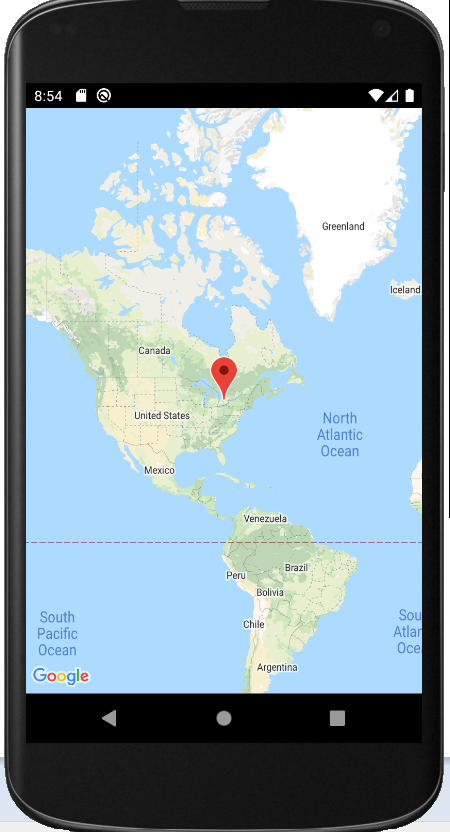 8:54
Greenland
Iceland
Canada
United States
North
Atlantic
Ocean
Mexico
Venezuela
Brazil
Peru
Bolivia
South
Pacific
Ocean
Chile
Sou
Atlan
Oce
Argentina
Google